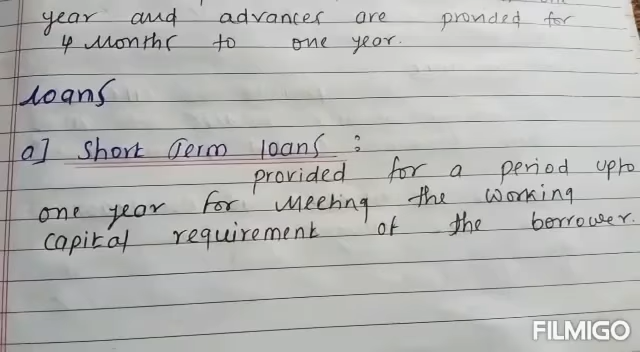 year and advances are provided for
4 Months to one year.
loans
a] Short Term loans :
provided for a period upto
one year for Meeting the working
capital requirement of the borrower.
FILMIGO